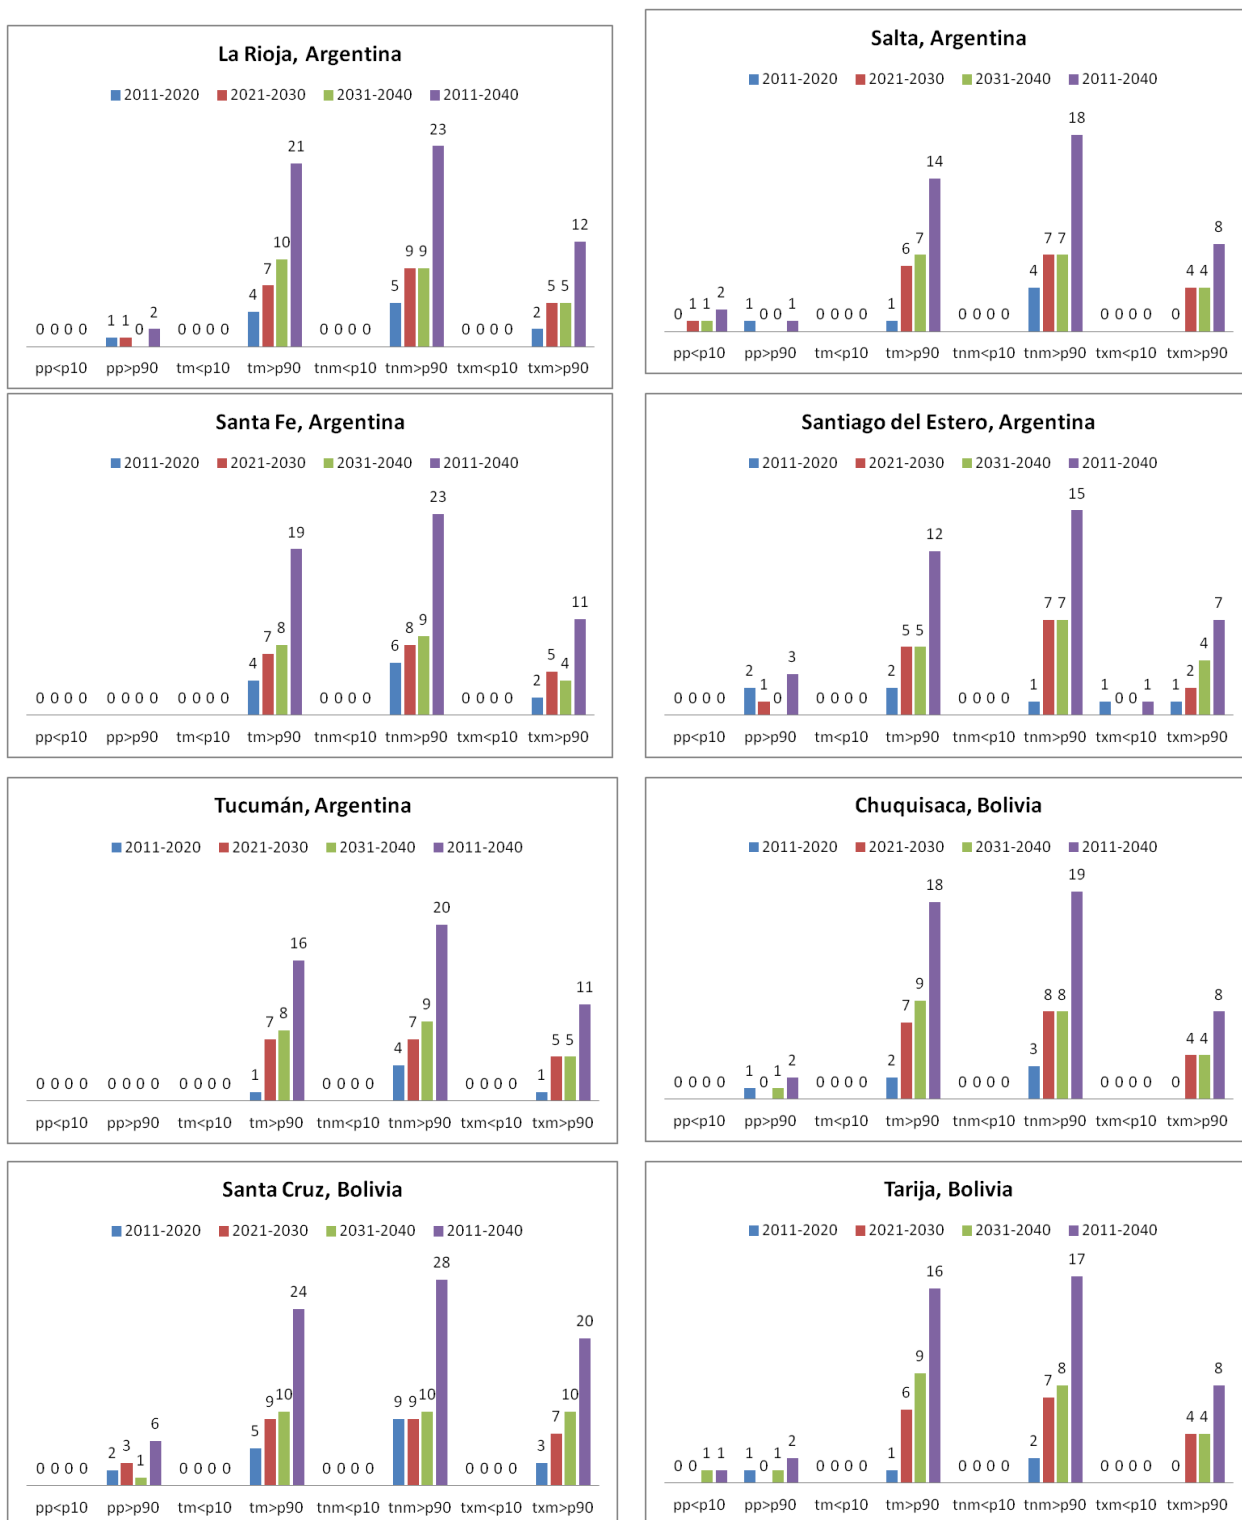 La Rioja, Argentina
2011-2020 2021-2030 2031-2040 2011-2040
0 0 0 0 1 1 0 2 0 0 0 0 4 7 10 21 0 0 0 0 5 9 9 23 0 0 0 0 2 5 5 12
pp<p10 pp>p90 tm<p10 tm>p90 tnm<p10 tnm>p90 txm<p10 txm>p90
Salta, Argentina
2011-2020 2021-2030 2031-2040 2011-2040
0 1 1 2 1 0 0 1 0 0 0 0 1 6 7 14 0 0 0 0 4 7 7 18 0 0 0 0 0 4 4 8
pp<p10 pp>p90 tm<p10 tm>p90 tnm<p10 tnm>p90 txm<p10 txm>p90
Santa Fe, Argentina
2011-2020 2021-2030 2031-2040 2011-2040
0 0 0 0 0 0 0 0 0 0 0 0 4 7 8 19 0 0 0 0 6 8 9 23 0 0 0 0 2 5 4 11
pp<p10 pp>p90 tm<p10 tm>p90 tnm<p10 tnm>p90 txm<p10 txm>p90
Santiago del Estero, Argentina
2011-2020 2021-2030 2031-2040 2011-2040
0 0 0 0 2 1 0 3 0 0 0 0 2 5 5 12 0 0 0 0 1 7 7 15 1 0 0 1 1 2 4 7
pp<p10 pp>p90 tm<p10 tm>p90 tnm<p10 tnm>p90 txm<p10 txm>p90
Tucumán, Argentina
2011-2020 2021-2030 2031-2040 2011-2040
0 0 0 0 0 0 0 0 0 0 0 0 1 7 8 16 0 0 0 0 4 7 9 20 0 0 0 0 1 5 5 11
pp<p10 pp>p90 tm<p10 tm>p90 tnm<p10 tnm>p90 txm<p10 txm>p90
Chuquisaca, Bolivia
2011-2020 2021-2030 2031-2040 2011-2040
0 0 0 0 1 0 1 2 0 0 0 0 2 7 9 18 0 0 0 0 3 8 8 19 0 0 0 0 0 4 4 8
pp<p10 pp>p90 tm<p10 tm>p90 tnm<p10 tnm>p90 txm<p10 txm>p90
Santa Cruz, Bolivia
2011-2020 2021-2030 2031-2040 2011-2040
0 0 0 0 2 3 1 6 0 0 0 0 5 9 10 24 0 0 0 0 9 9 10 28 0 0 0 0 3 7 10 20
pp<p10 pp>p90 tm<p10 tm>p90 tnm<p10 tnm>p90 txm<p10 txm>p90
Tarija, Bolivia
2011-2020 2021-2030 2031-2040 2011-2040
0 0 1 1 1 0 1 2 0 0 0 0 1 6 9 16 0 0 0 0 2 7 8 17 0 0 0 0 0 4 4 8
pp<p10 pp>p90 tm<p10 tm>p90 tnm<p10 tnm>p90 txm<p10 txm>p90